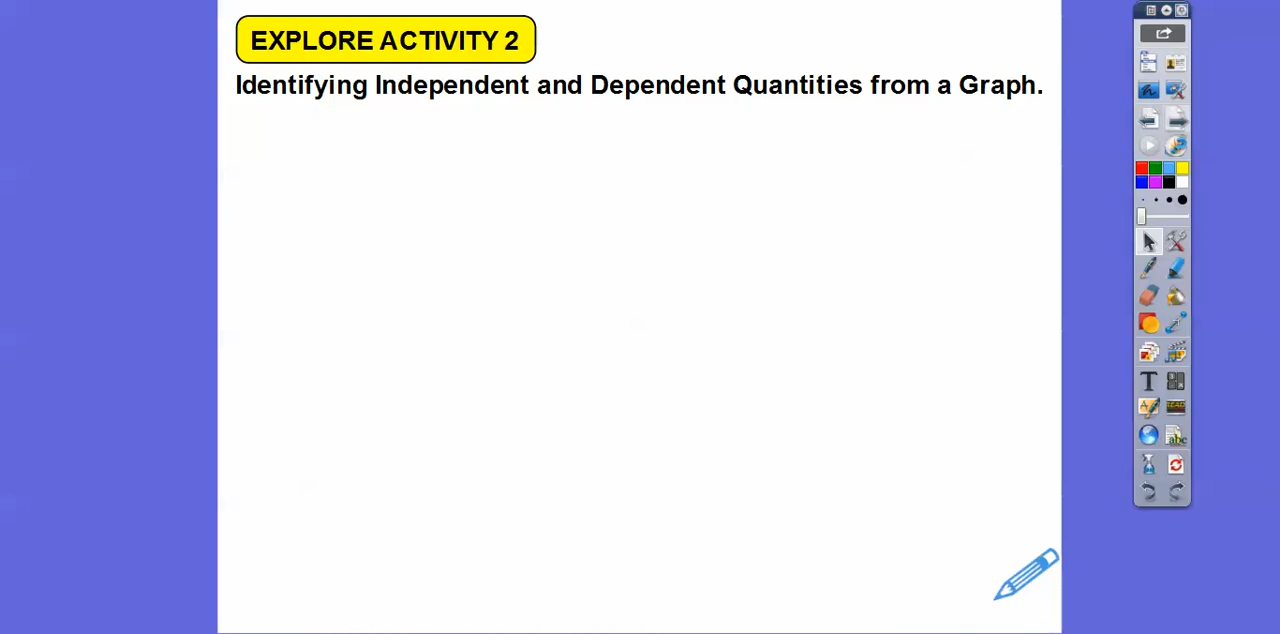 EXPLORE ACTIVITY 2
Identifying Independent and Dependent Quantities from a Graph.